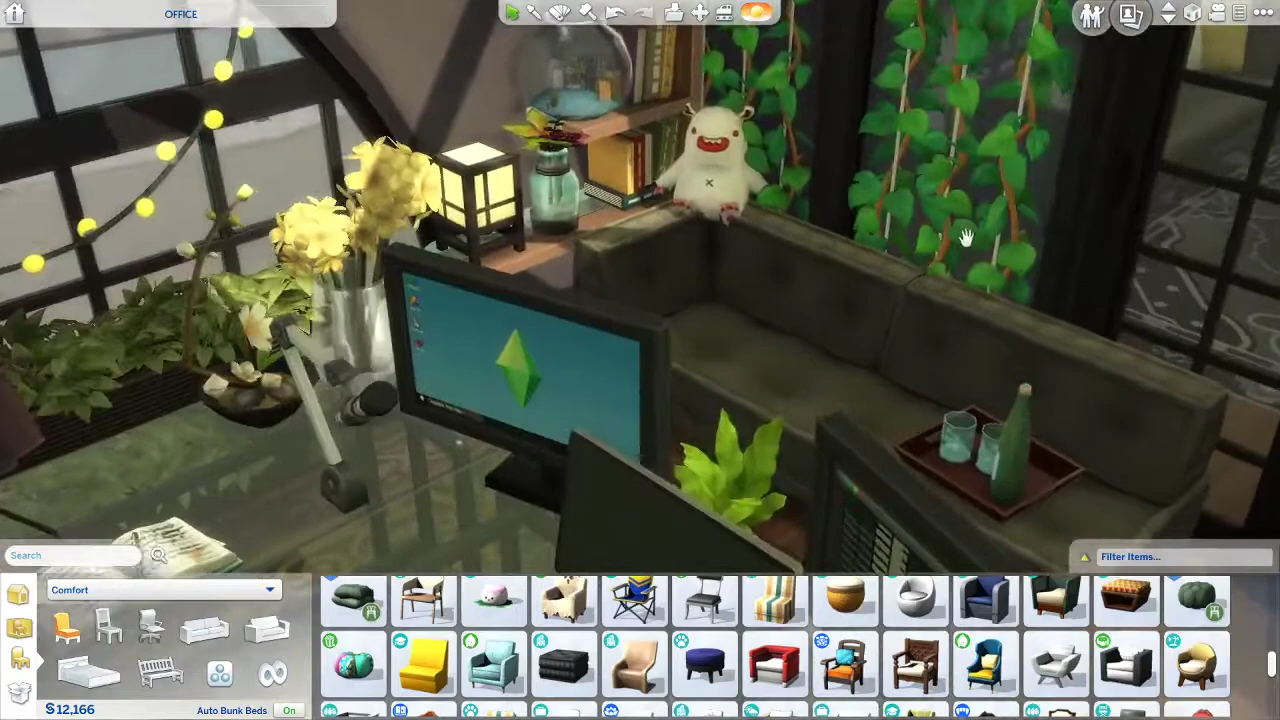 OFFICE
Search
Filter Items...
Comfort
§12,166
Auto Bunk Beds
On